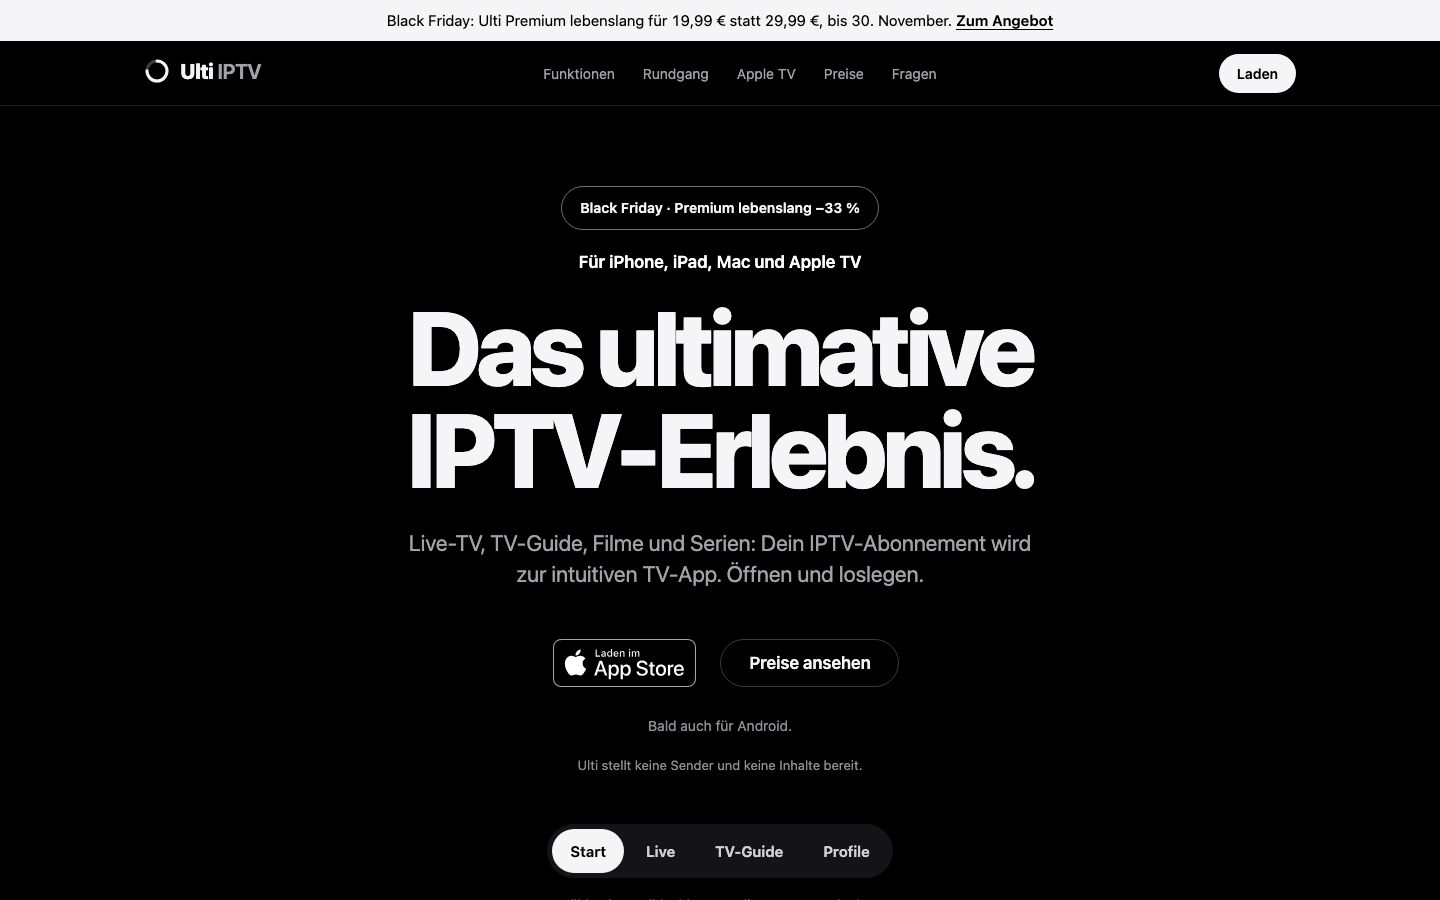 Black Friday: Ulti Premium lebenslang für 19,99 € statt 29,99 €, bis 30. November. Zum Angebot
Ulti IPTV
Funktionen
Rundgang
Apple TV
Preise
Fragen
Laden
Black Friday · Premium lebenslang −33 %
Für iPhone, iPad, Mac und Apple TV
Das ultimative
IPTV-Erlebnis.
Live-TV, TV-Guide, Filme und Serien: Dein IPTV-Abonnement wird
zur intuitiven TV-App. Öffnen und loslegen.
Laden im
App Store
Preise ansehen
Bald auch für Android.
Ulti stellt keine Sender und keine Inhalte bereit.
Start
Live
TV-Guide
Profile